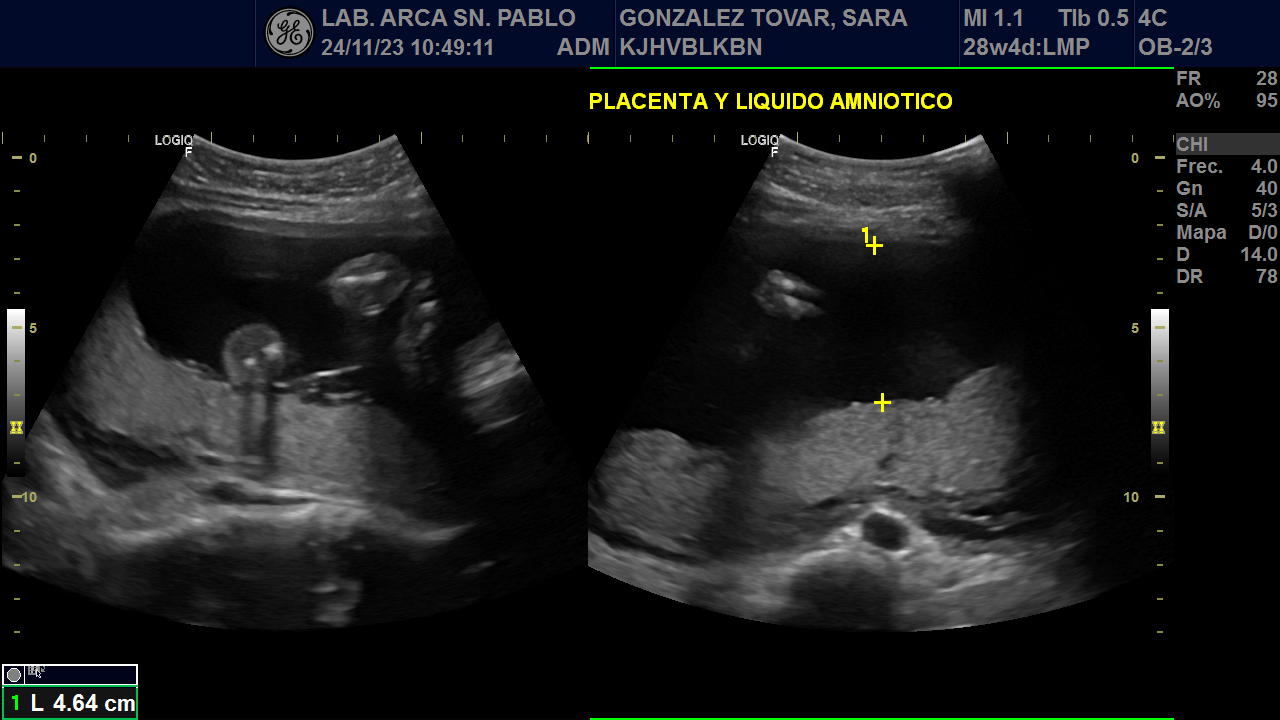 LAB. ARCA SN. PABLO
24/11/23 10:49:11 ADM
GONZALEZ TOVAR, SARA
KJHVBLKBN
MI 1.1 TIb 0.5
28w4d:LMP
4C
OB-2/3
FR 28
AO% 95
CHI
Frec. 4.0
Gn 40
S/A 5/3
Mapa D/0
D 14.0
DR 78
PLACENTA Y LIQUIDO AMNIOTICO
LOGIQ
F
LOGIQ
F
0
5
10
0
5
10
1
1 L 4.64 cm